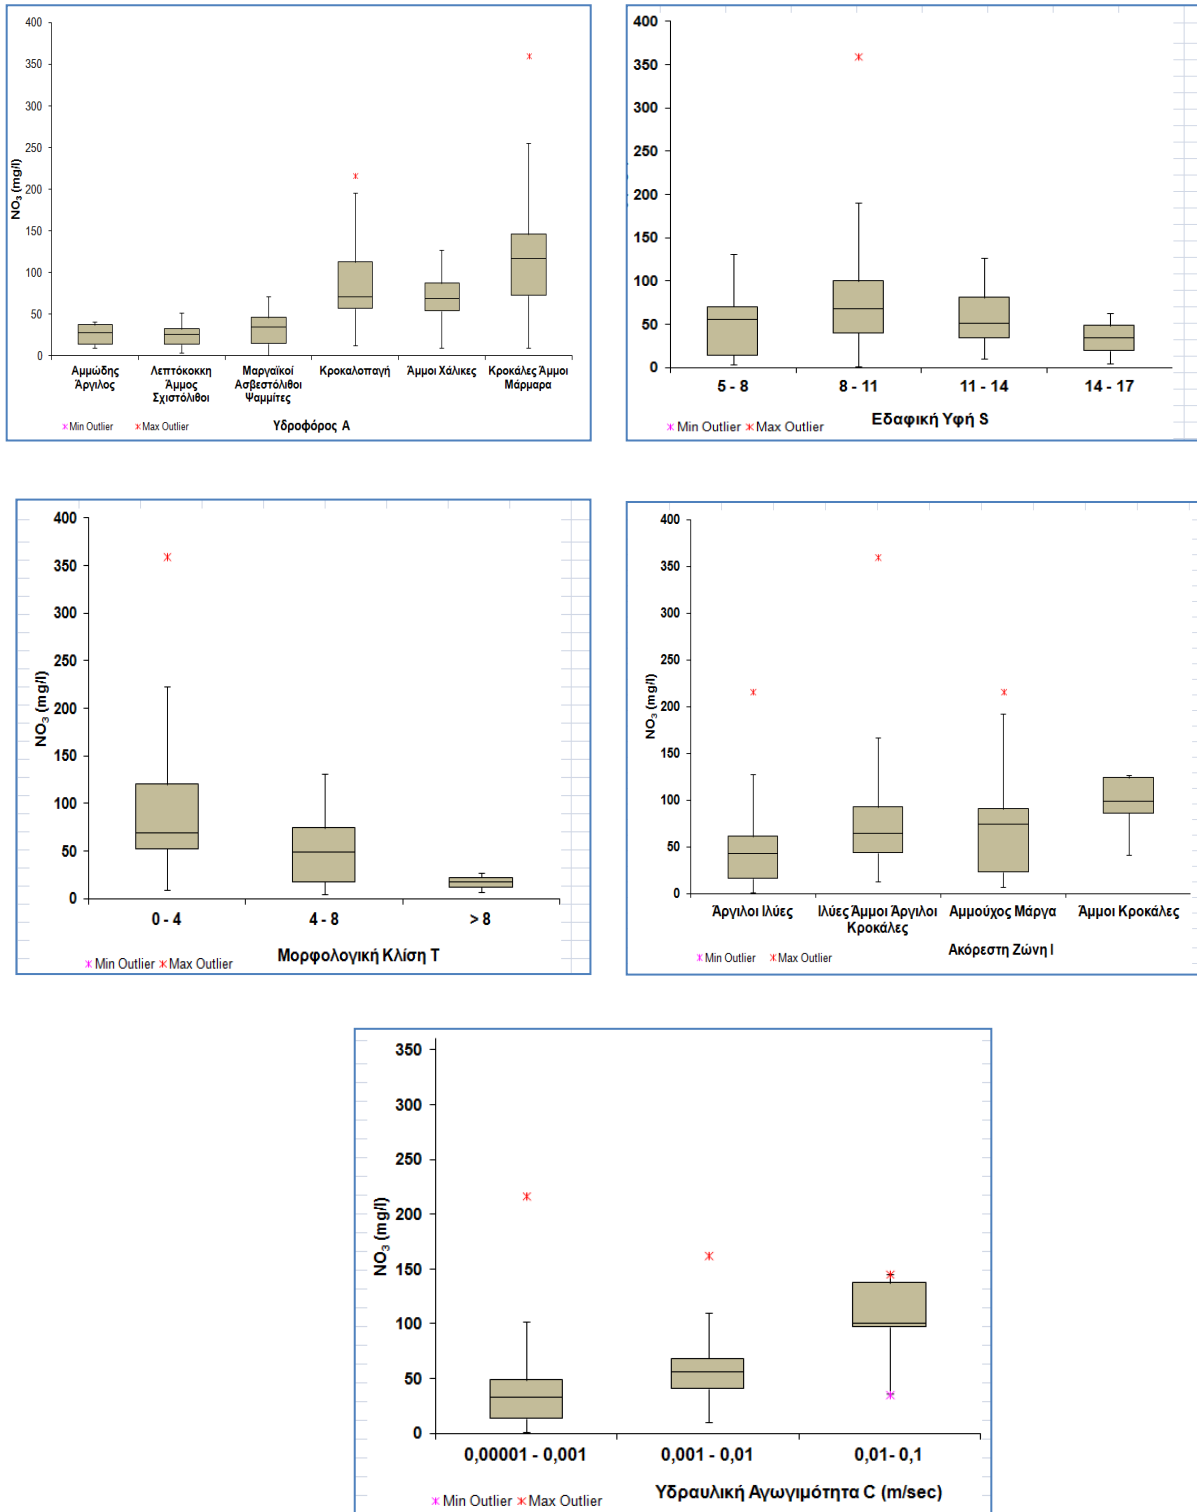 400
350
300
250
200
150
100
50
0
NO₃ (mg/l)
Αμμώδης Άργιλος
Λεπτόκοκκη Άμμος Σχιστόλιθοι
Μαργαϊκοί Ασβεστόλιθοι Ψαμμίτες
Κροκαλοπαγή
Άμμοι Χάλικες
Κροκάλες Άμμοι Μάρμαρα
Υδροφόρος Α
Min Outlier
Max Outlier
400
350
300
250
200
150
100
50
0
5 - 8
8 - 11
11 - 14
14 - 17
Εδαφική Υφή S
Min Outlier
Max Outlier
400
350
300
250
200
150
100
50
0
NO₃ (mg/l)
0 - 4
4 - 8
> 8
Μορφολογική Κλίση Τ
Min Outlier
Max Outlier
400
350
300
250
200
150
100
50
0
NO₃ (mg/l)
Άργιλοι Ιλύες
Ιλύες Άμμοι Άργιλοι Κροκάλες
Αμμούχος Μάργα
Άμμοι Κροκάλες
Ακόρεστη Ζώνη Ι
Min Outlier
Max Outlier
350
300
250
200
150
100
50
0
NO₃ (mg/l)
0,00001 - 0,001
0,001 - 0,01
0,01- 0,1
Υδραυλική Αγωγιμότητα C (m/sec)
Min Outlier
Max Outlier